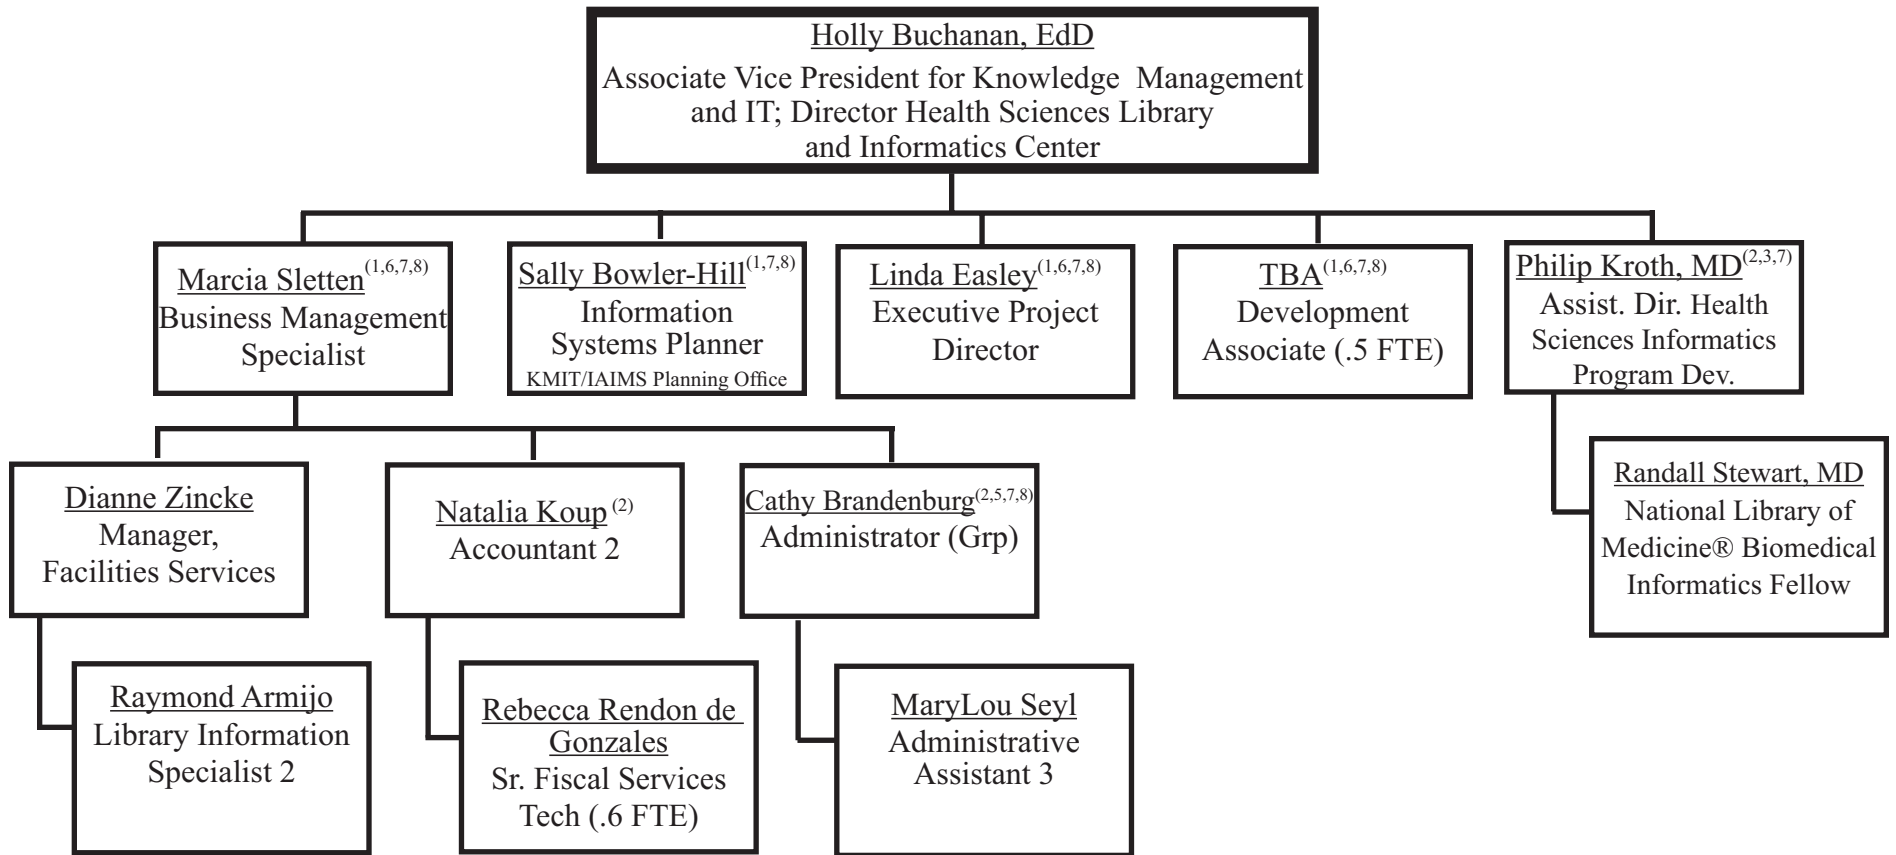 Holly Buchanan, EdD
Associate Vice President for Knowledge Management
and IT; Director Health Sciences Library
and Informatics Center
Marcia Sletten(1,6,7,8)
Business Management
Specialist
Sally Bowler-Hill(1,7,8)
Information
Systems Planner
KMIT/IAIMS Planning Office
Linda Easley(1,6,7,8)
Executive Project
Director
TBA(1,6,7,8)
Development
Associate (.5 FTE)
Philip Kroth, MD(2,3,7)
Assist. Dir. Health
Sciences Informatics
Program Dev.
Dianne Zincke
Manager,
Facilities Services
Natalia Koup (2)
Accountant 2
Cathy Brandenburg(2,5,7,8)
Administrator (Grp)
Randall Stewart, MD
National Library of
Medicine® Biomedical
Informatics Fellow
Raymond Armijo
Library Information
Specialist 2
Rebecca Rendon de
Gonzales
Sr. Fiscal Services
Tech (.6 FTE)
MaryLou Seyl
Administrative
Assistant 3